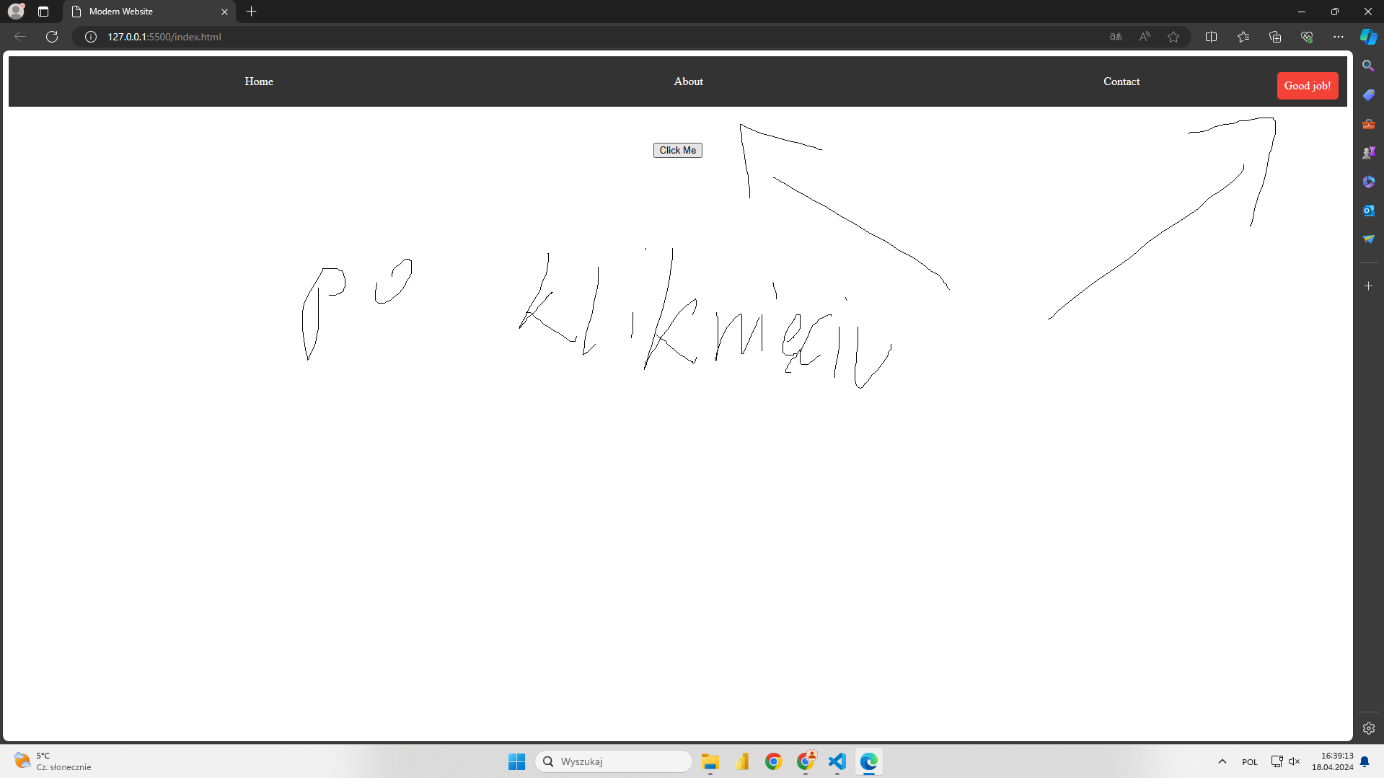 Modern Website
127.0.0.1:5500/index.html
Home About Contact Good job!
Click Me
po kliknięciu
5°C
Cz. słonecznie
Wyszukaj
POL
16:39:13
18.04.2024